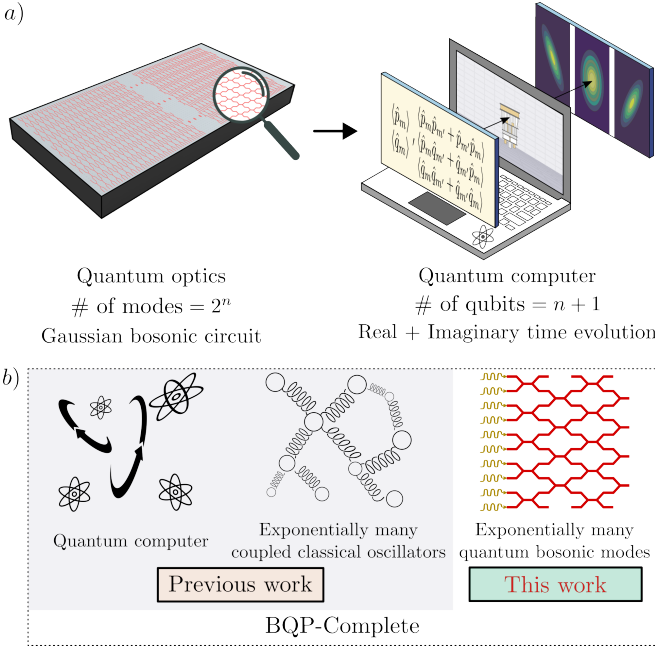 a)
⟨p̂ₘ⟩ , ⟨p̂ₘp̂ₘ′ + p̂ₘ′p̂ₘ⟩
⟨q̂ₘ⟩ ⟨p̂ₘq̂ₘ′ + q̂ₘ′p̂ₘ⟩
⟨q̂ₘq̂ₘ′ + q̂ₘ′q̂ₘ⟩
Quantum optics
# of modes = 2ⁿ
Gaussian bosonic circuit
Quantum computer
# of qubits = n + 1
Real + Imaginary time evolution
b)
Quantum computer
Exponentially many
coupled classical oscillators
Exponentially many
quantum bosonic modes
Previous work
This work
BQP-Complete